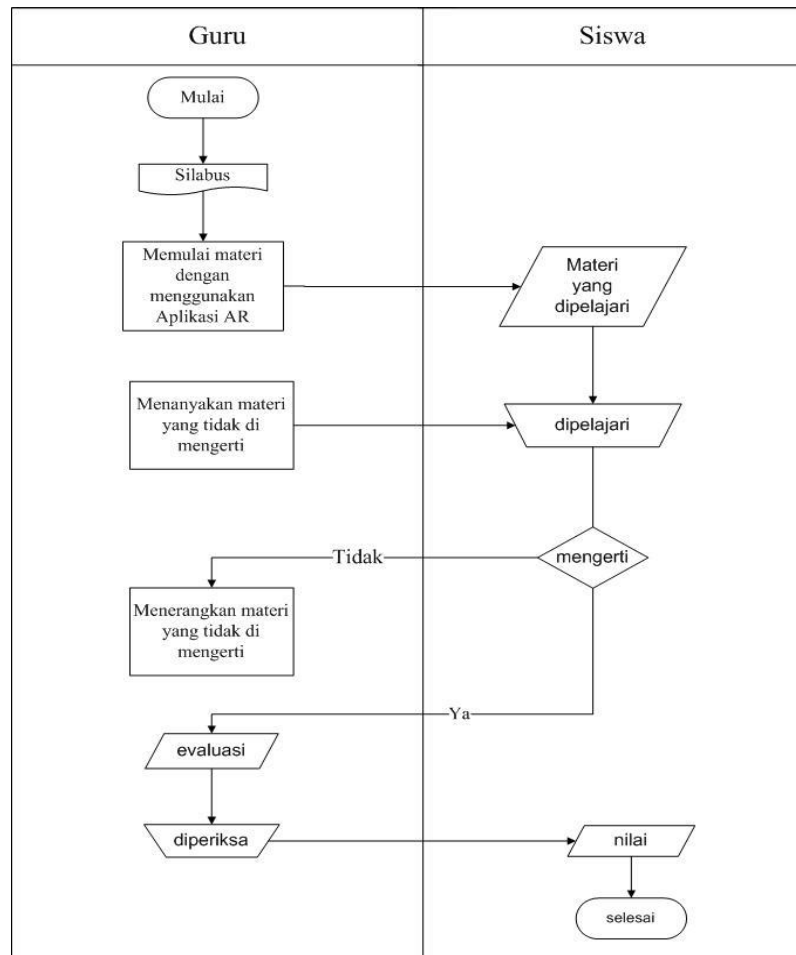 Guru
Siswa
Mulai
Silabus
Memulai materi
dengan
menggunakan
Aplikasi AR
Materi
yang
dipelajari
Menanyakan materi
yang tidak di
mengerti
dipelajari
Tidak
mengerti
Menerangkan materi
yang tidak di
mengerti
Ya
evaluasi
diperiksa
nilai
selesai